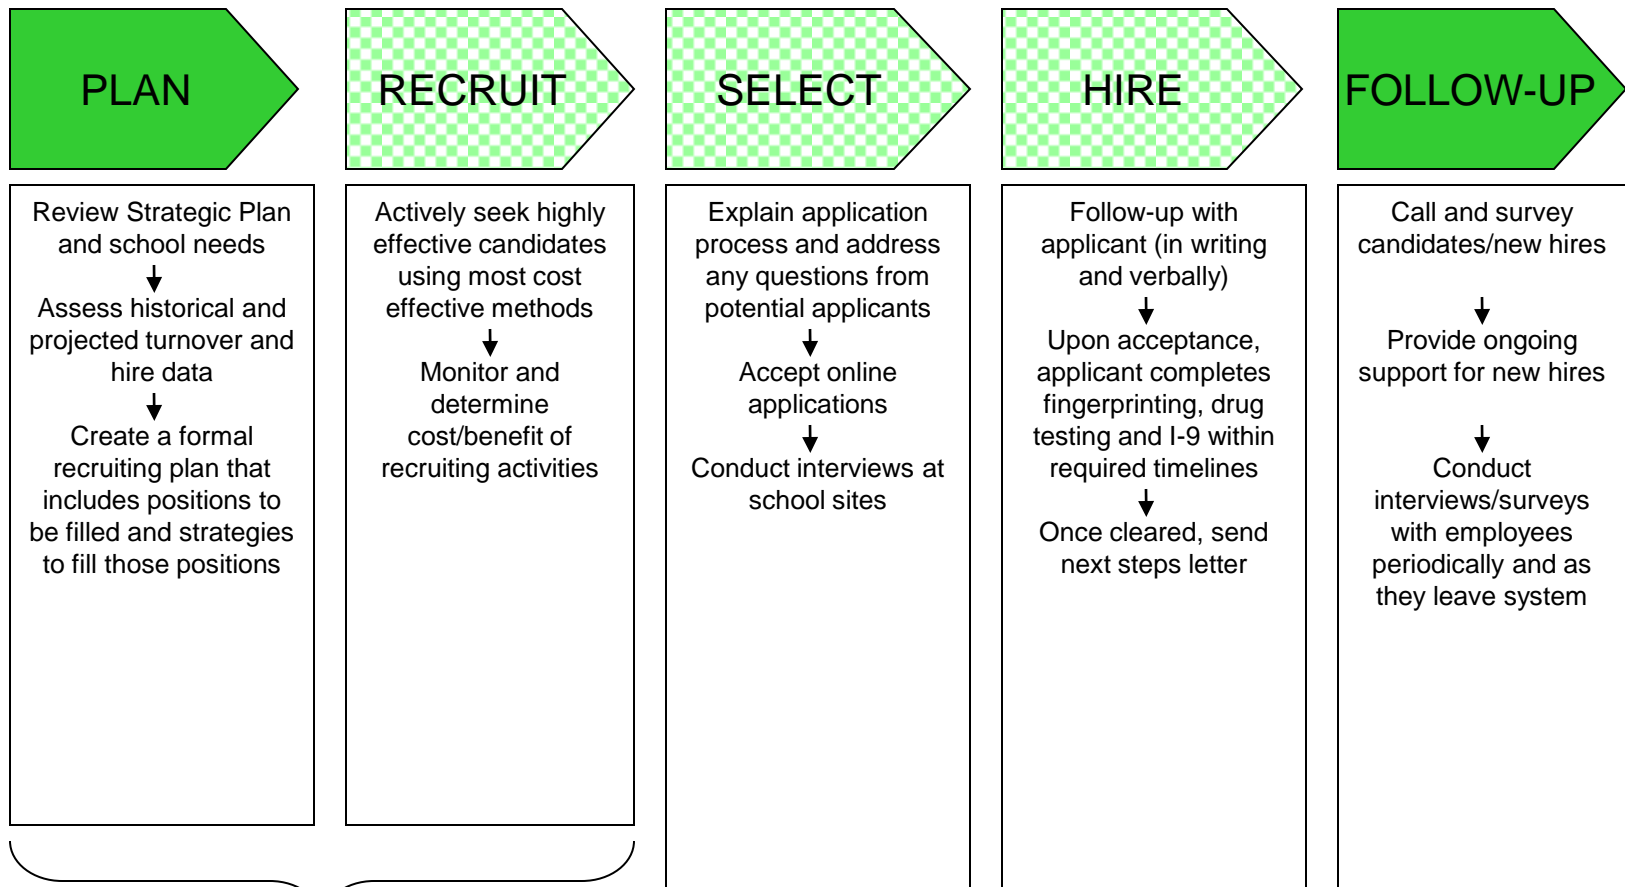 PLAN
RECRUIT
SELECT
HIRE
FOLLOW-UP
Review Strategic Plan
and school needs
Assess historical and
projected turnover and
hire data
Create a formal
recruiting plan that
includes positions to
be filled and strategies
to fill those positions
Actively seek highly
effective candidates
using most cost
effective methods
Monitor and
determine
cost/benefit of
recruiting activities
Explain application
process and address
any questions from
potential applicants
Accept online
applications
Conduct interviews at
school sites
Follow-up with
applicant (in writing
and verbally)
Upon acceptance,
applicant completes
fingerprinting, drug
testing and I-9 within
required timelines
Once cleared, send
next steps letter
Call and survey
candidates/new hires
Provide ongoing
support for new hires
Conduct
interviews/surveys
with employees
periodically and as
they leave system